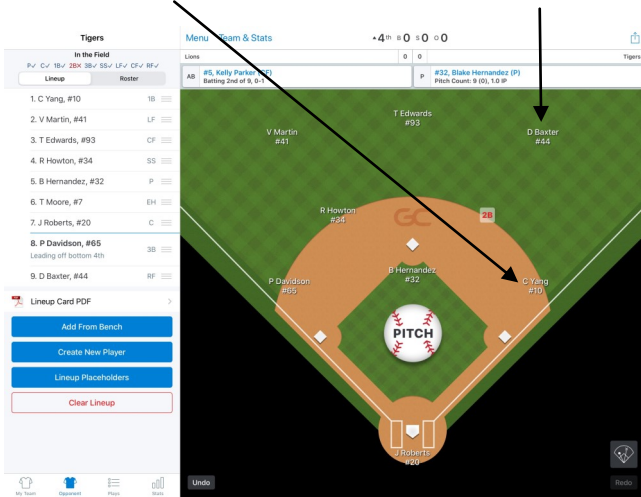 Tigers
In the Field
P✓ C✓ 1B✓ 2B✕ 3B✓ SS✓ LF✓ CF✓ RF✓
Lineup Roster
1. C Yang, #10 1B
2. V Martin, #41 LF
3. T Edwards, #93 CF
4. R Howton, #34 SS
5. B Hernandez, #32 P
6. T Moore, #7 EH
7. J Roberts, #20 C
8. P Davidson, #65 3B
Leading off bottom 4th
9. D Baxter, #44 RF
Lineup Card PDF
Add From Bench
Create New Player
Lineup Placeholders
Clear Lineup
My Team Opponent Plays Stats
Menu Team & Stats ▲4th B 0 S 0 O 0
Lions 0 0 Tigers
AB #5, Kelly Parker (CF)
Batting 2nd of 9, 0-1
P #32, Blake Hernandez (P)
Pitch Count: 9 (0), 1.0 IP
T Edwards
#93
V Martin
#41
D Baxter
#44
R Howton
#34
GC
2B
B Hernandez
#32
P Davidson
#65
C Yang
#10
PITCH
J Roberts
#20
Undo Redo